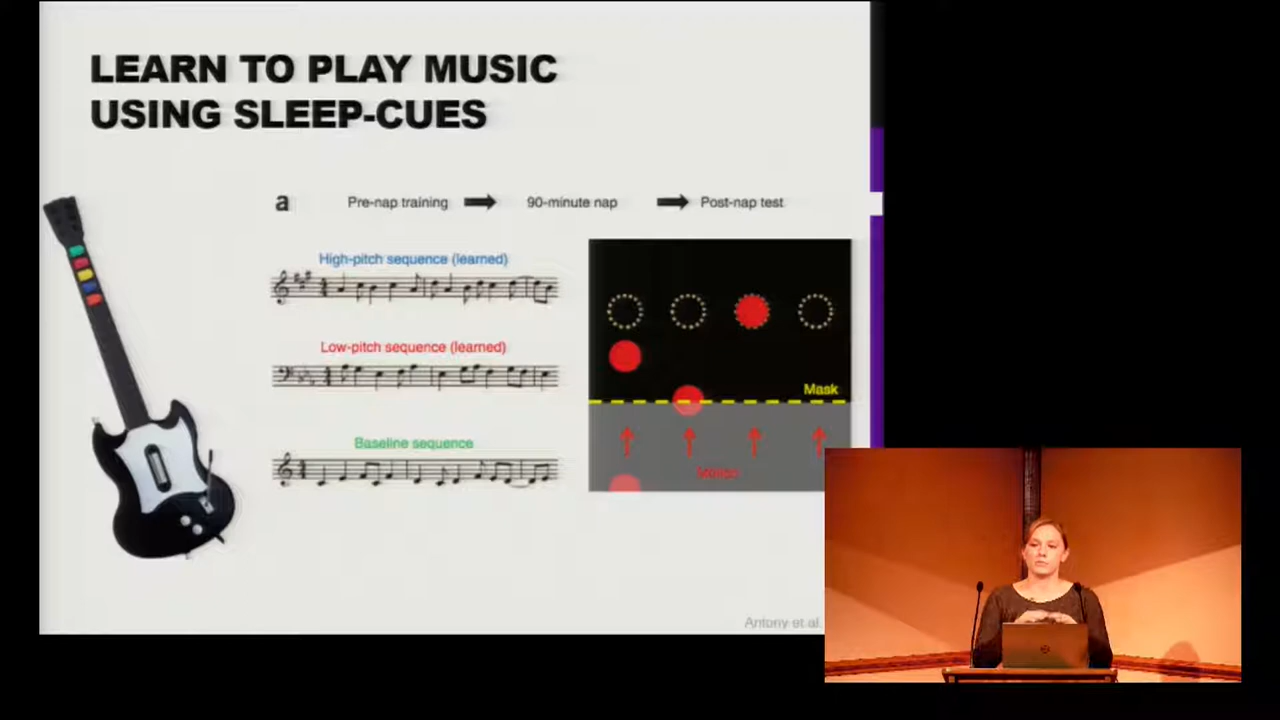 LEARN TO PLAY MUSIC
USING SLEEP-CUES
a
Pre-nap training
90-minute nap
Post-nap test
High-pitch sequence (learned)
Low-pitch sequence (learned)
Baseline sequence
Mask
Antony et al.